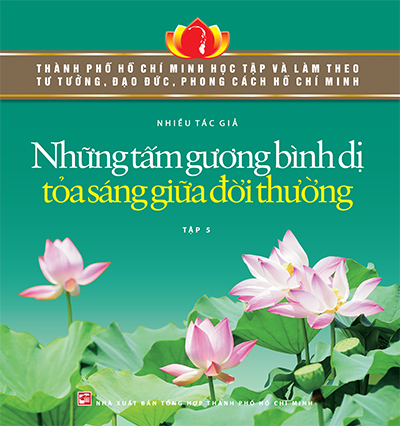 THÀNH PHỐ HỒ CHÍ MINH HỌC TẬP VÀ LÀM THEO
TƯ TƯỞNG, ĐẠO ĐỨC, PHONG CÁCH HỒ CHÍ MINH
NHIỀU TÁC GIẢ
Những tấm gương bình dị
tỏa sáng giữa đời thường
TẬP 5
NHÀ XUẤT BẢN TỔNG HỢP THÀNH PHỐ HỒ CHÍ MINH